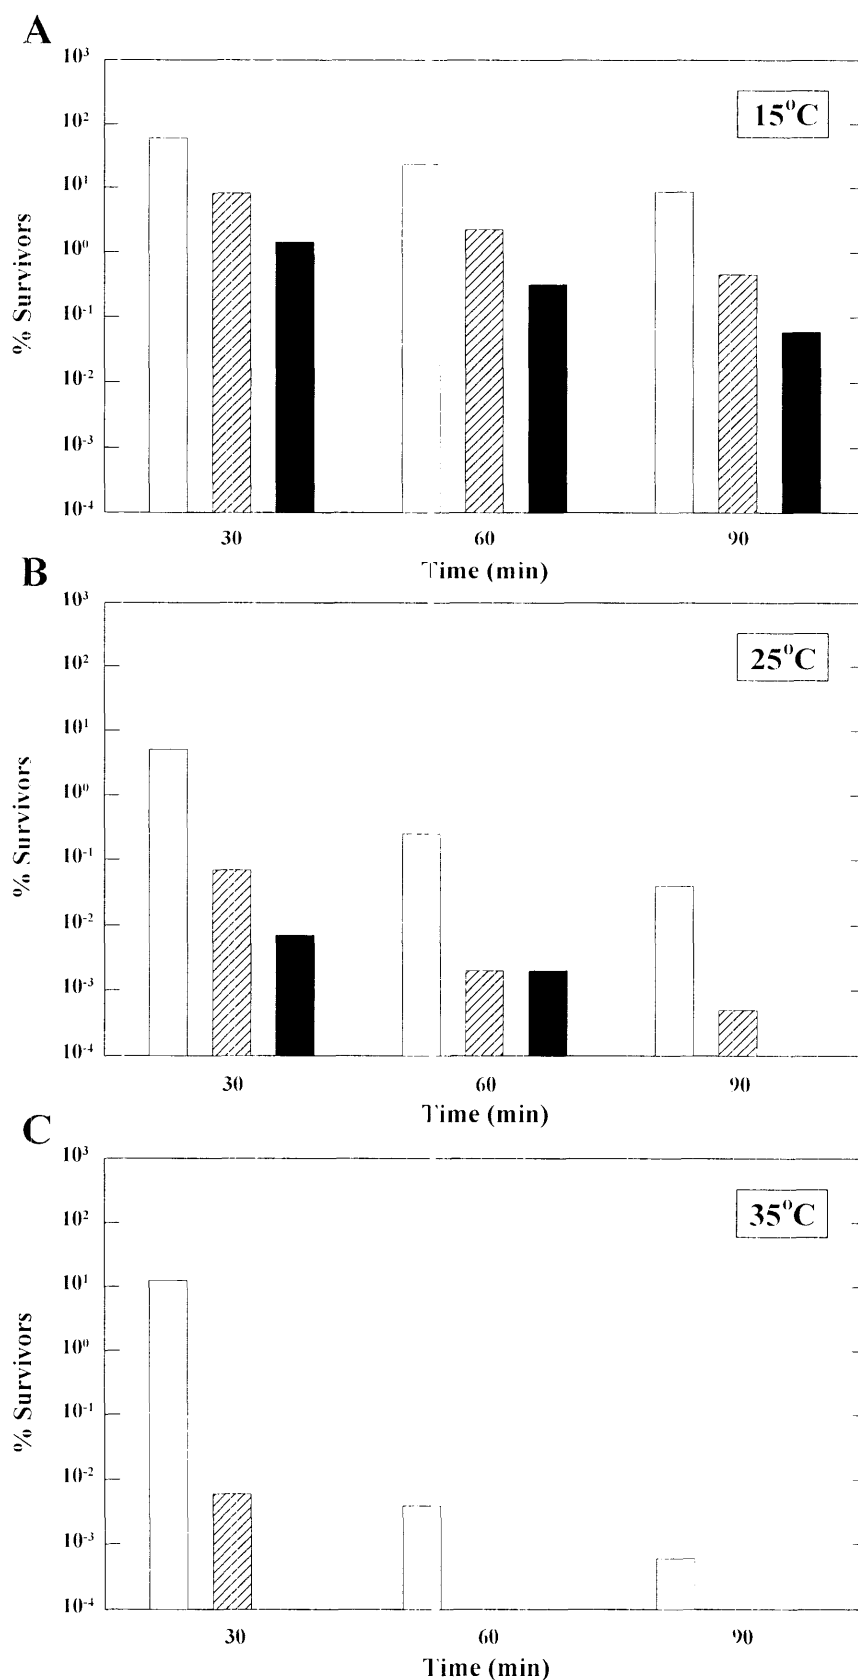 A
10³
15°C
10²
10¹
10⁰
10⁻¹
10⁻²
10⁻³
10⁻⁴
% Survivors
30 60 90
Time (min)
B
10³
25°C
10²
10¹
10⁰
10⁻¹
10⁻²
10⁻³
10⁻⁴
% Survivors
30 60 90
Time (min)
C
10³
35°C
10²
10¹
10⁰
10⁻¹
10⁻²
10⁻³
10⁻⁴
% Survivors
30 60 90
Time (min)